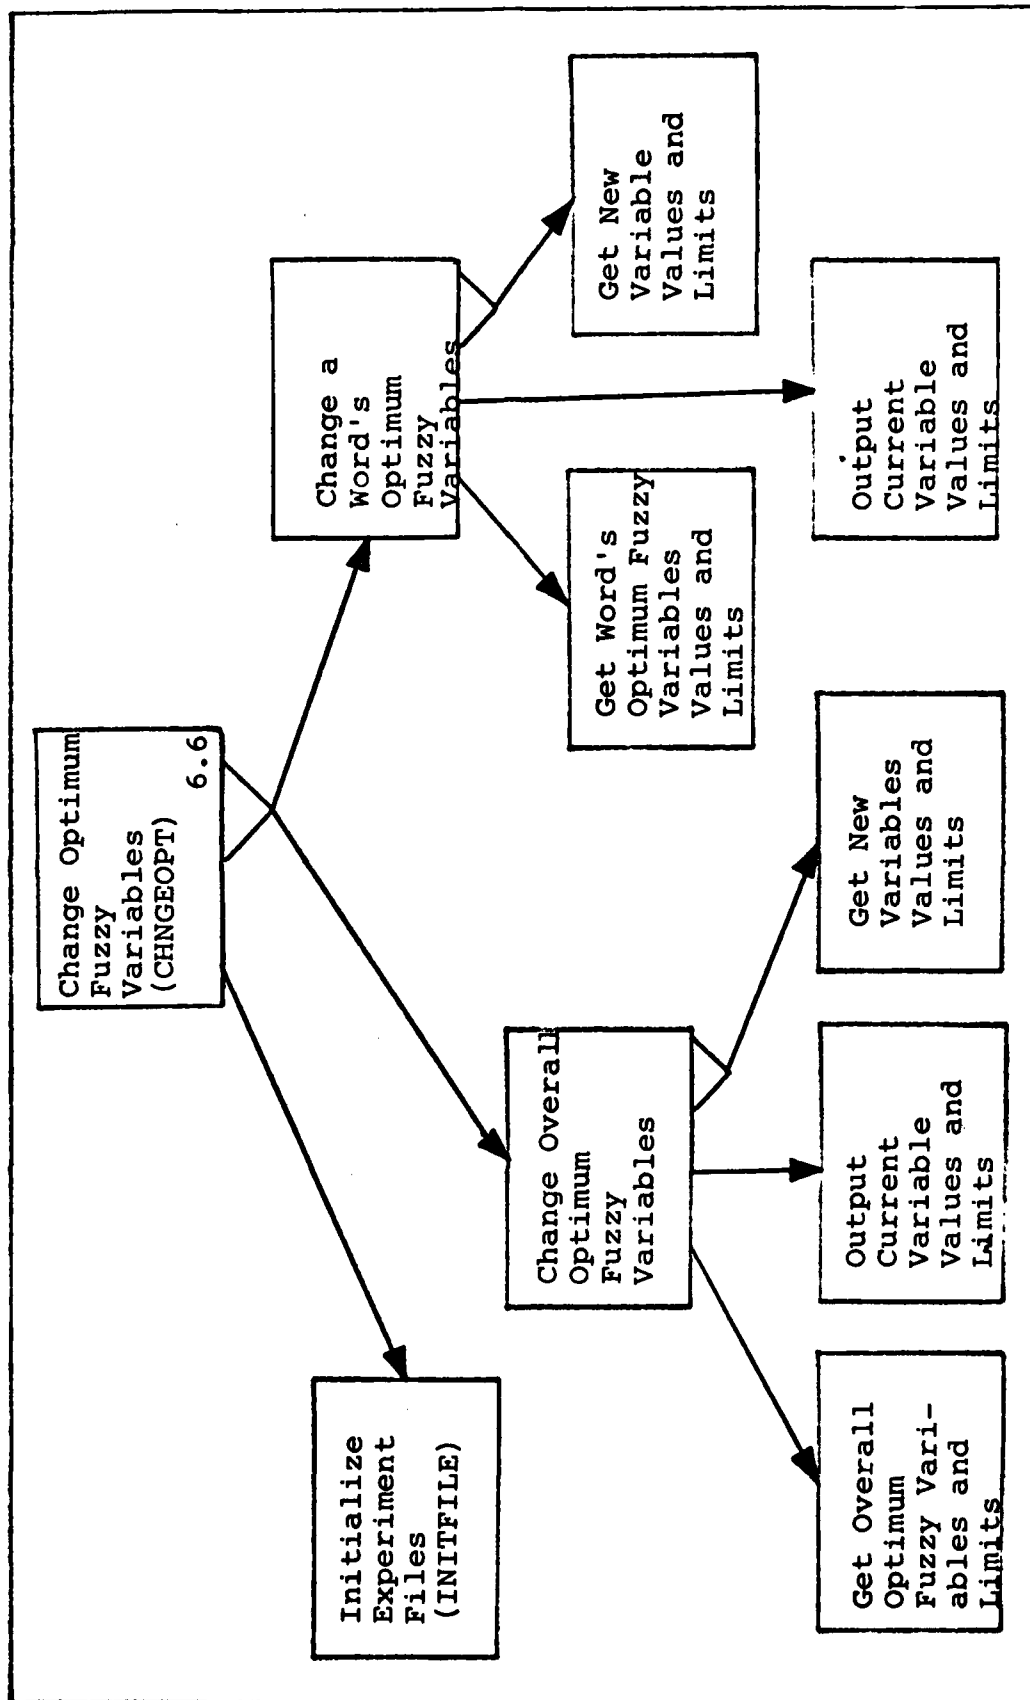 Change Optimum
Fuzzy
Variables
(CHNGEOPT)
6.6
Initialize
Experiment
Files
(INITFILE)
Change Overall
Optimum
Fuzzy
Variables
Change a
Word's
Optimum
Fuzzy
Variables
Get Overall
Optimum
Fuzzy Vari-
ables and
Limits
Output
Current
Variable
Values and
Limits
Get New
Variables
Values and
Limits
Get Word's
Optimum Fuzzy
Variables
Values and
Limits
Output
Current
Variable
Values and
Limits
Get New
Variable
Values and
Limits